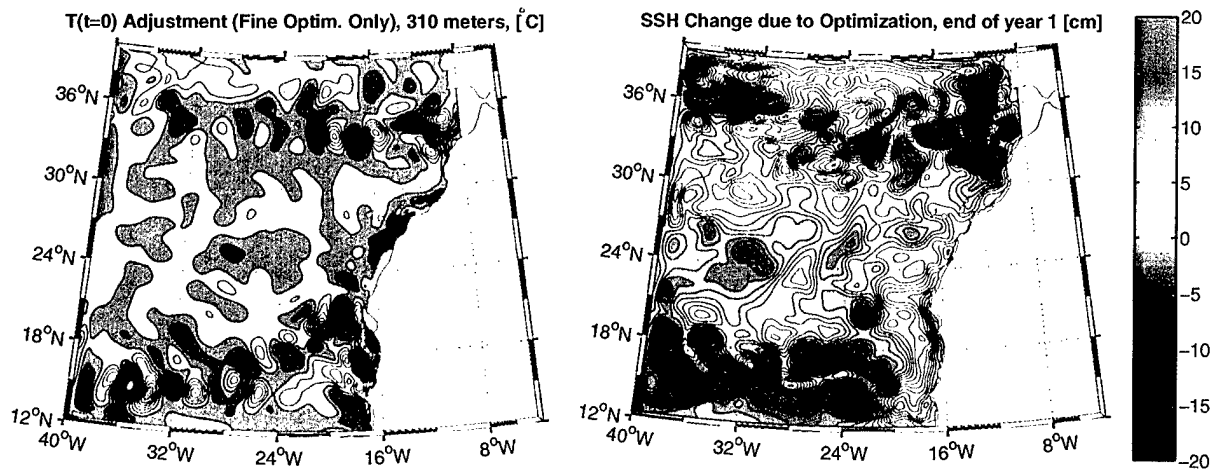 T(t=0) Adjustment (Fine Optim. Only), 310 meters, [°C]
SSH Change due to Optimization, end of year 1 [cm]
36°N
30°N
24°N
18°N
12°N
40°W
32°W
24°W
16°W
8°W
36°N
30°N
24°N
18°N
12°N
40°W
32°W
24°W
16°W
8°W
20
15
10
5
0
−5
−10
−15
−20